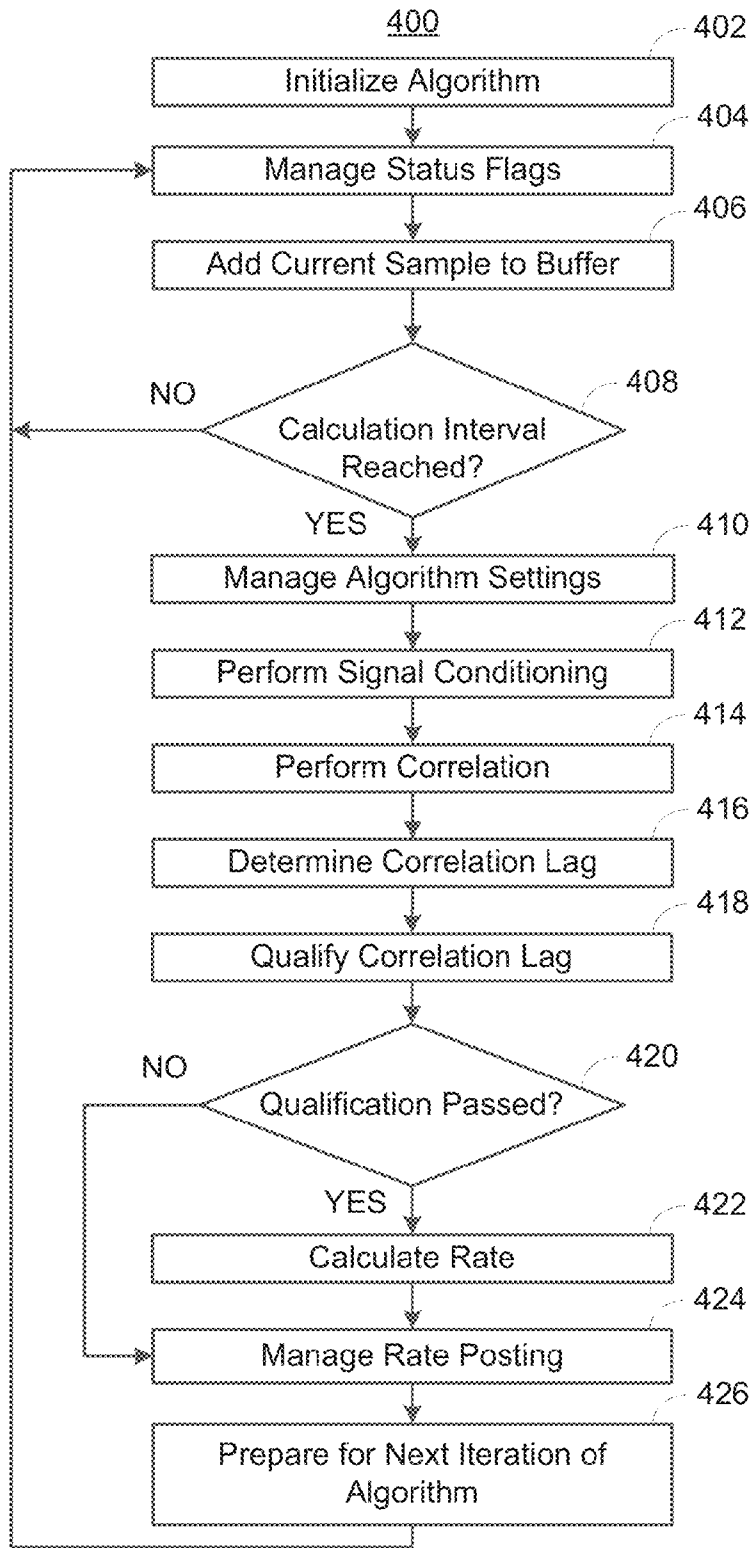 400
402
Initialize Algorithm
404
Manage Status Flags
406
Add Current Sample to Buffer
408
NO
Calculation Interval
Reached?
YES
410
Manage Algorithm Settings
412
Perform Signal Conditioning
414
Perform Correlation
416
Determine Correlation Lag
418
Qualify Correlation Lag
420
NO
Qualification Passed?
YES
422
Calculate Rate
424
Manage Rate Posting
426
Prepare for Next Iteration of
Algorithm